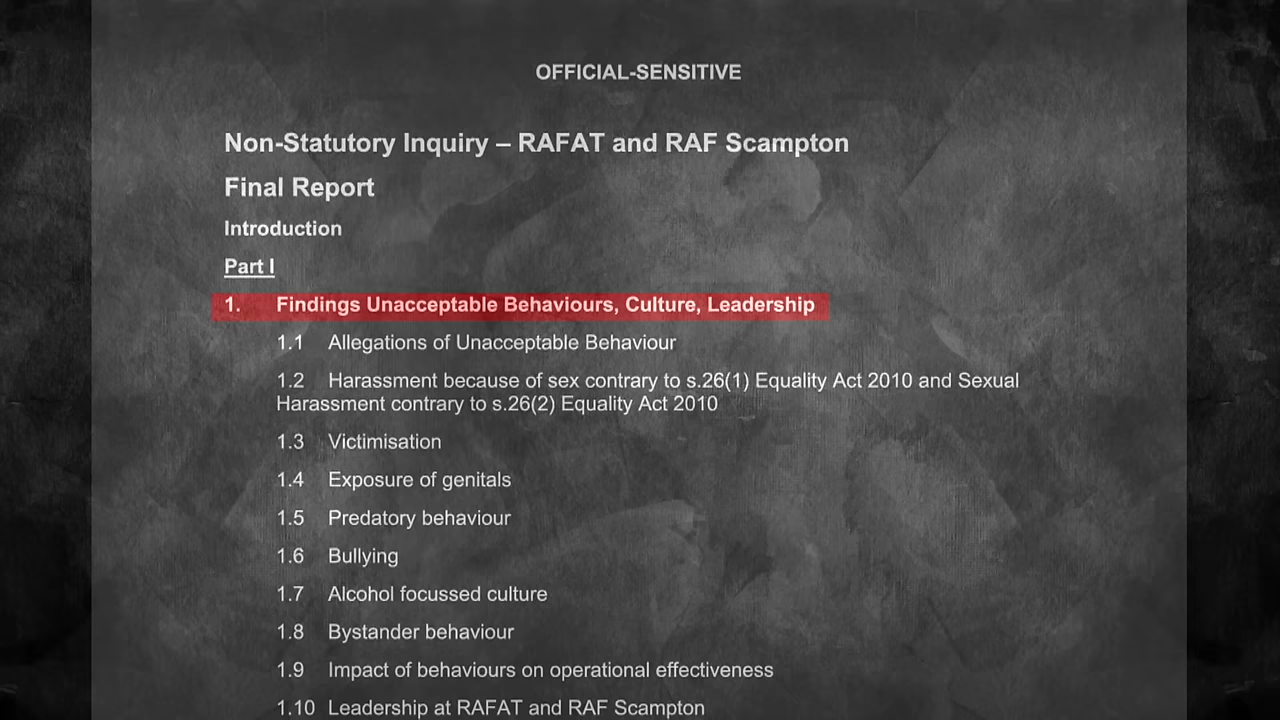 OFFICIAL-SENSITIVE
Non-Statutory Inquiry – RAFAT and RAF Scampton
Final Report
Introduction
Part I
1. Findings Unacceptable Behaviours, Culture, Leadership
1.1 Allegations of Unacceptable Behaviour
1.2 Harassment because of sex contrary to s.26(1) Equality Act 2010 and Sexual
Harassment contrary to s.26(2) Equality Act 2010
1.3 Victimisation
1.4 Exposure of genitals
1.5 Predatory behaviour
1.6 Bullying
1.7 Alcohol focussed culture
1.8 Bystander behaviour
1.9 Impact of behaviours on operational effectiveness
1.10 Leadership at RAFAT and RAF Scampton